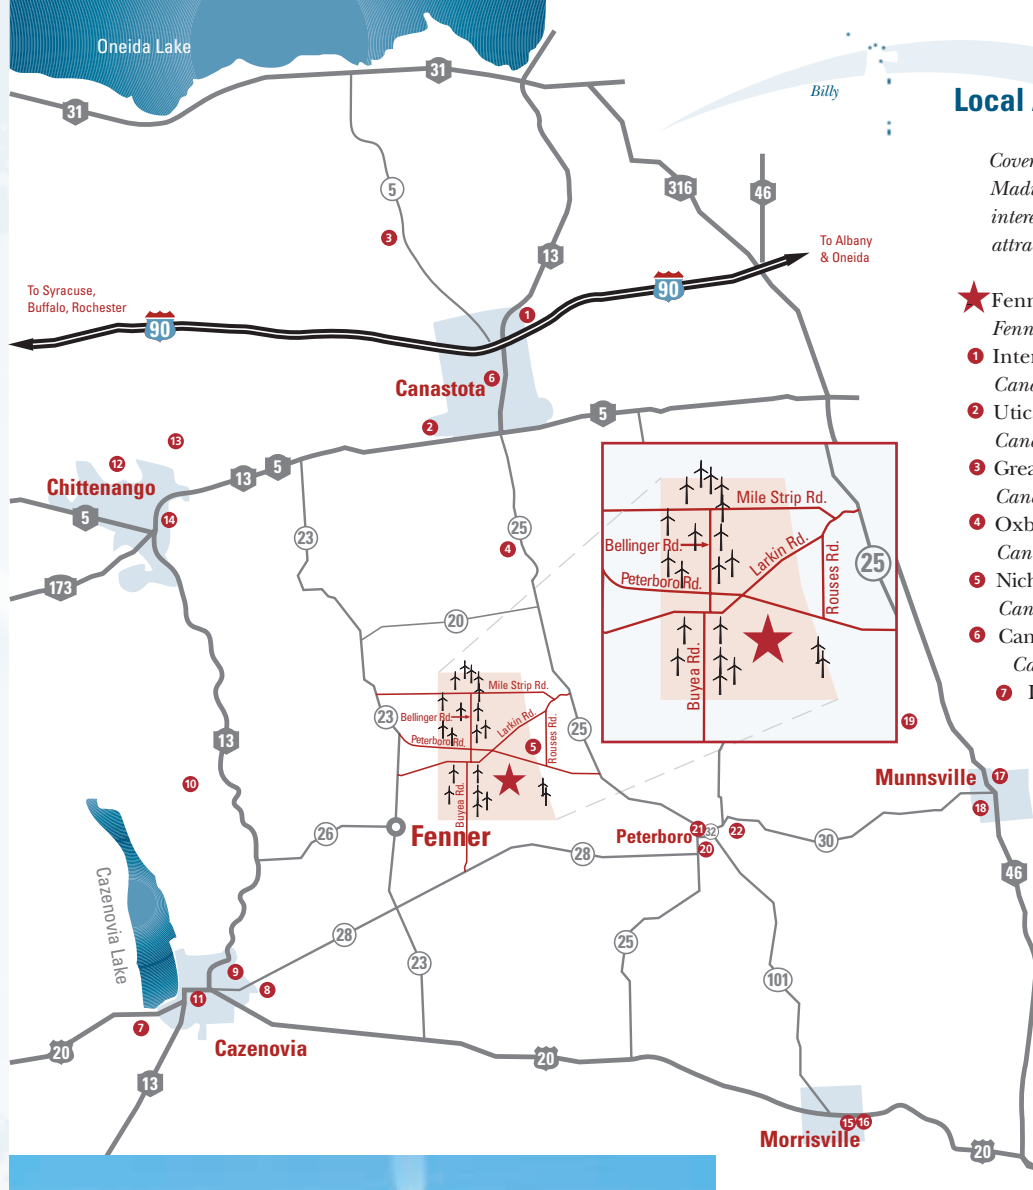 Oneida Lake
31
31
Billy
Local
5
316
46
3
13
To Albany
& Oneida
90
To Syracuse,
Buffalo, Rochester
90
1
Canastota
6
2
5
13
12
5
13
Chittenango
5
14
173
23
25
4
20
Mile Strip Rd.
Bellinger Rd.
Larkin Rd.
Peterboro Rd.
Rouses Rd.
25
Buyea Rd.
Mile Strip Rd.
Bellinger Rd.
Larkin Rd.
Peterboro Rd.
Rouses Rd.
Buyea Rd.
5
23
25
19
13
10
Munnsville
17
18
26
Fenner
Peterboro
21
32
22
20
30
28
46
Cazenovia Lake
28
23
25
101
9
8
11
7
Cazenovia
20
13
20
15
16
Morrisville
20
Cover
Madi
intere
attra
Fenn
Fenn
1 Inter
Cana
2 Utic
Cana
3 Grea
Cana
4 Oxb
Can
5 Nich
Can
6 Can
Ca
7